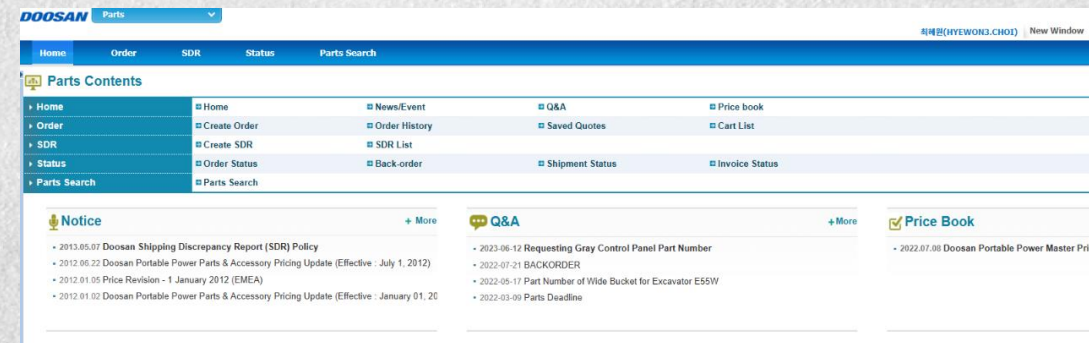 DOOSAN Parts
최혜원(HYEWON3.CHOI) New Window
Home Order SDR Status Parts Search
Parts Contents
Home Home News/Event Q&A Price book
Order Create Order Order History Saved Quotes Cart List
SDR Create SDR SDR List
Status Order Status Back-order Shipment Status Invoice Status
Parts Search Parts Search
Notice + More
2013.05.07 Doosan Shipping Discrepancy Report (SDR) Policy
2012.06.22 Doosan Portable Power Parts & Accessory Pricing Update (Effective : July 1, 2012)
2012.01.05 Price Revision - 1 January 2012 (EMEA)
2012.01.02 Doosan Portable Power Parts & Accessory Pricing Update (Effective : January 01, 20
Q&A +More
2023-06-12 Requesting Gray Control Panel Part Number
2022-07-21 BACKORDER
2022-05-17 Part Number of Wide Bucket for Excavator E55W
2022-03-09 Parts Deadline
Price Book
2022.07.08 Doosan Portable Power Master Pri